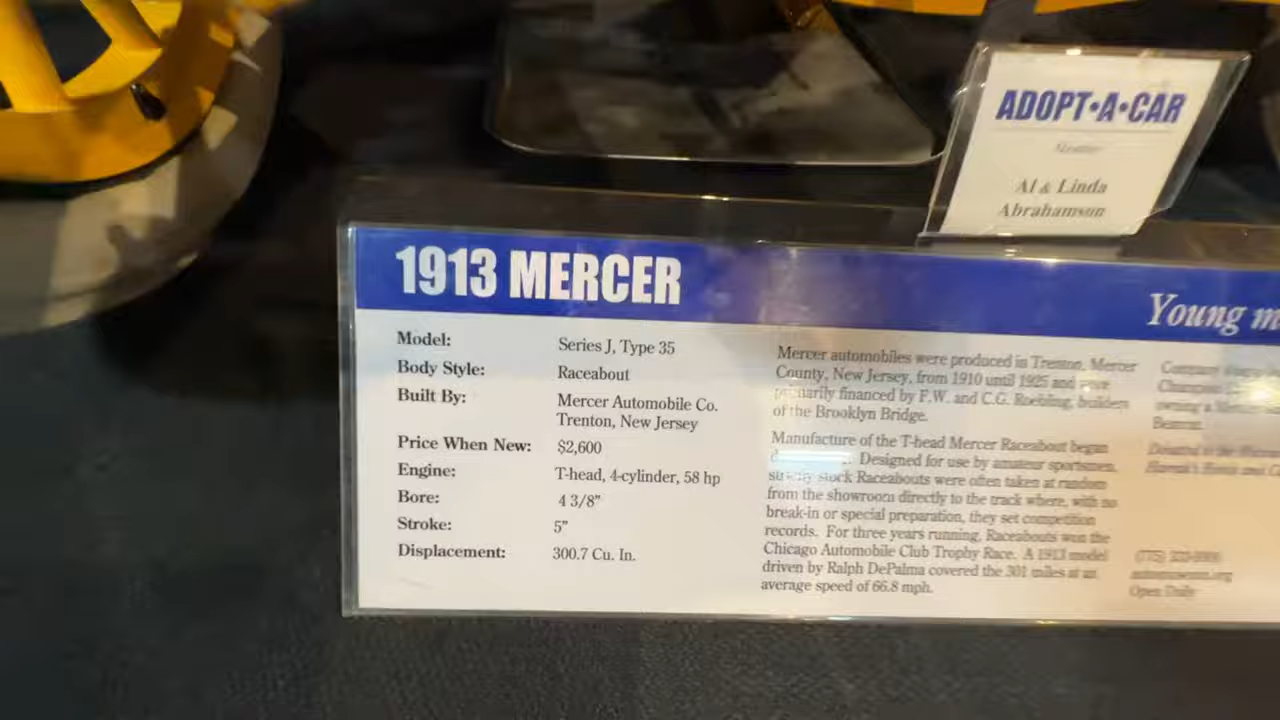 ADOPT•A•CAR
Al & Linda
Abrahamson
1913 MERCER
Young
Model: Series J, Type 35
Body Style: Raceabout
Built By: Mercer Automobile Co.
Trenton, New Jersey
Price When New: $2,600
Engine: T-head, 4-cylinder, 58 hp
Bore: 4 3/8"
Stroke: 5"
Displacement: 300.7 Cu. In.
Mercer automobiles were produced in Trenton, Mercer
County, New Jersey, from 1910 until 1925 and were
primarily financed by F.W. and C.G. Roebling, builders
of the Brooklyn Bridge.
Manufacture of the T-head Mercer Raceabout began
Designed for use by amateur sportsmen,
strictly stock Raceabouts were often taken at random
from the showroom directly to the track where, with no
break-in or special preparation, they set competition
records. For three years running, Raceabouts won the
Chicago Automobile Club Trophy Race. A 1913 model
driven by Ralph DePalma covered the 301 miles at an
average speed of 66.8 mph.
Open Daily